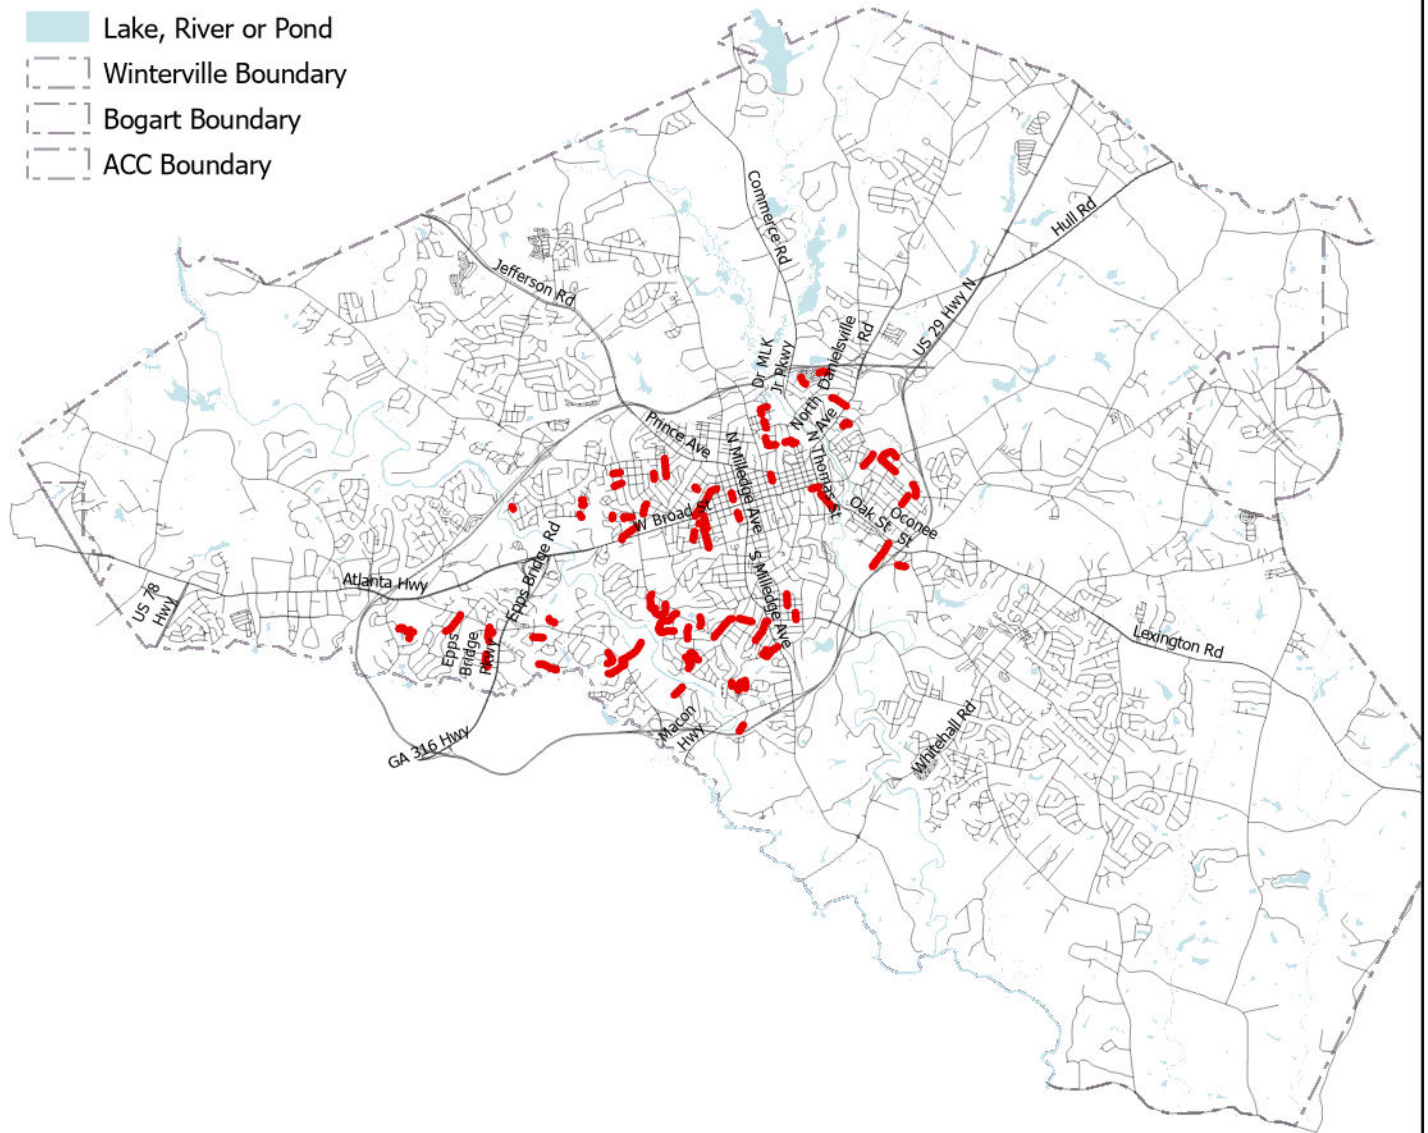 Lake, River or Pond
Winterville Boundary
Bogart Boundary
ACC Boundary
Commerce Rd
Hull Rd
Jefferson Rd
US 29 Hwy N
Dr MLK
Jr Pkwy
Danielsville
Rd
North
Ave
Prince Ave
N Milledge Ave
N Thomas St
W Broad St
Oak St
Oconee
St
Epps Bridge Rd
Atlanta Hwy
US 78
Hwy
S Milledge Ave
Epps
Bridge
Pkwy
Lexington Rd
Macon
Hwy
Whitehall Rd
GA 316 Hwy